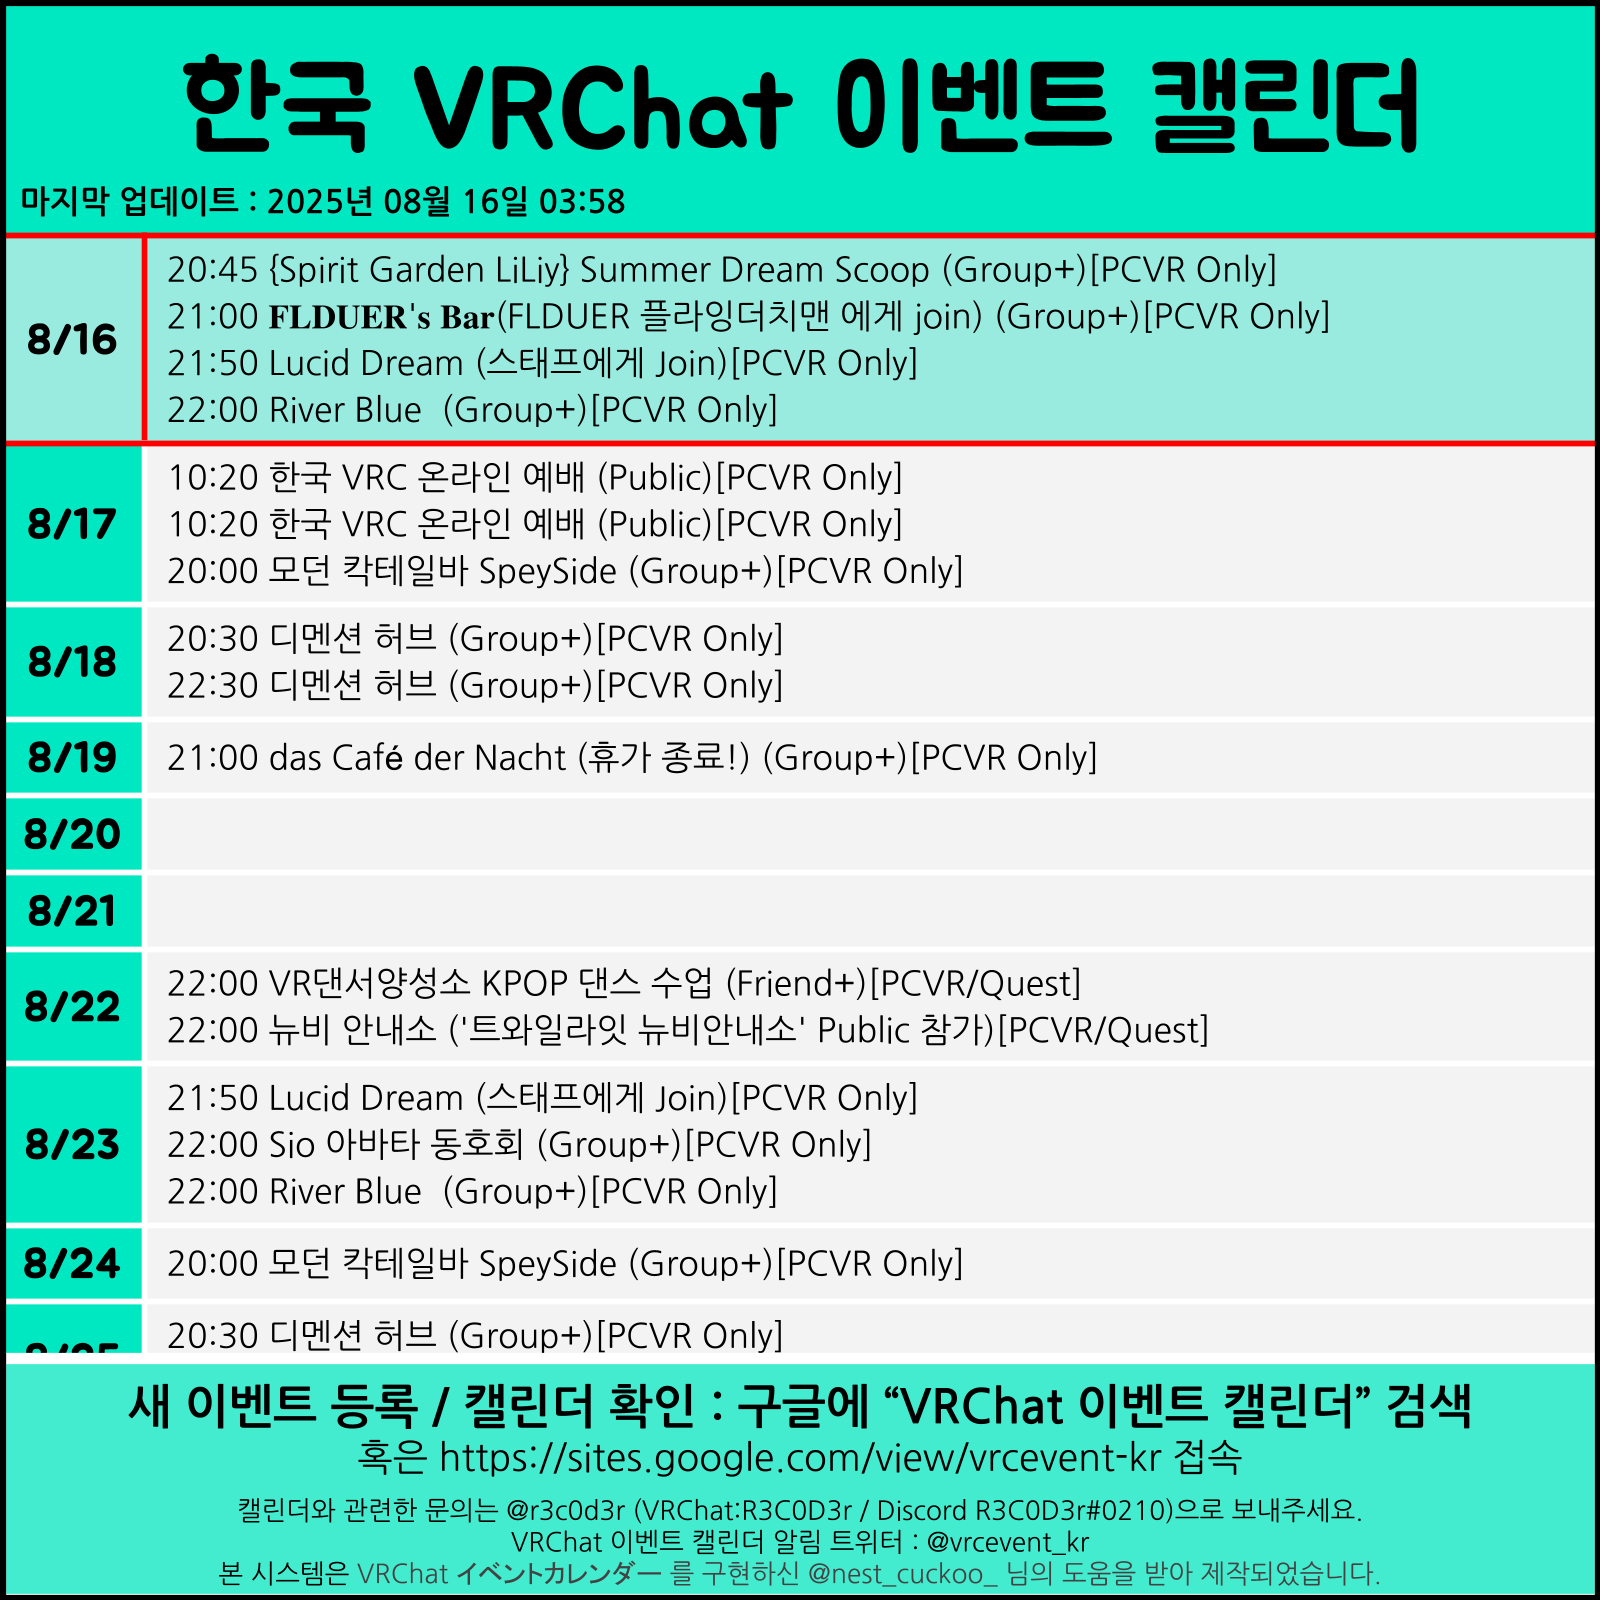 한국 VRChat 이벤트 캘린더
마지막 업데이트 : 2025년 08월 16일 03:58
8/16
20:45 {Spirit Garden LiLiy} Summer Dream Scoop (Group+)[PCVR Only]
21:00 𝐅𝐋𝐃𝐔𝐄𝐑'𝐬 𝐁𝐚𝐫(FLDUER 플라잉더치맨 에게 join) (Group+)[PCVR Only]
21:50 Lucid Dream (스태프에게 Join)[PCVR Only]
22:00 River Blue  (Group+)[PCVR Only]
8/17
10:20 한국 VRC 온라인 예배 (Public)[PCVR Only]
10:20 한국 VRC 온라인 예배 (Public)[PCVR Only]
20:00 모던 칵테일바 SpeySide (Group+)[PCVR Only]
8/18
20:30 디멘션 허브 (Group+)[PCVR Only]
22:30 디멘션 허브 (Group+)[PCVR Only]
8/19
21:00 das Café der Nacht (휴가 종료!) (Group+)[PCVR Only]
8/20
8/21
8/22
22:00 VR댄서양성소 KPOP 댄스 수업 (Friend+)[PCVR/Quest]
22:00 뉴비 안내소 ('트와일라잇 뉴비안내소' Public 참가)[PCVR/Quest]
8/23
21:50 Lucid Dream (스태프에게 Join)[PCVR Only]
22:00 Sio 아바타 동호회 (Group+)[PCVR Only]
22:00 River Blue  (Group+)[PCVR Only]
8/24
20:00 모던 칵테일바 SpeySide (Group+)[PCVR Only]
8/25
20:30 디멘션 허브 (Group+)[PCVR Only]
새 이벤트 등록 / 캘린더 확인 : 구글에 “VRChat 이벤트 캘린더” 검색
혹은 https://sites.google.com/view/vrcevent-kr 접속
캘린더와 관련한 문의는 @r3c0d3r (VRChat:R3C0D3r / Discord R3C0D3r#0210)으로 보내주세요.
VRChat 이벤트 캘린더 알림 트위터 : @vrcevent_kr
본 시스템은 VRChat イベントカレンダー 를 구현하신 @nest_cuckoo_ 님의 도움을 받아 제작되었습니다.